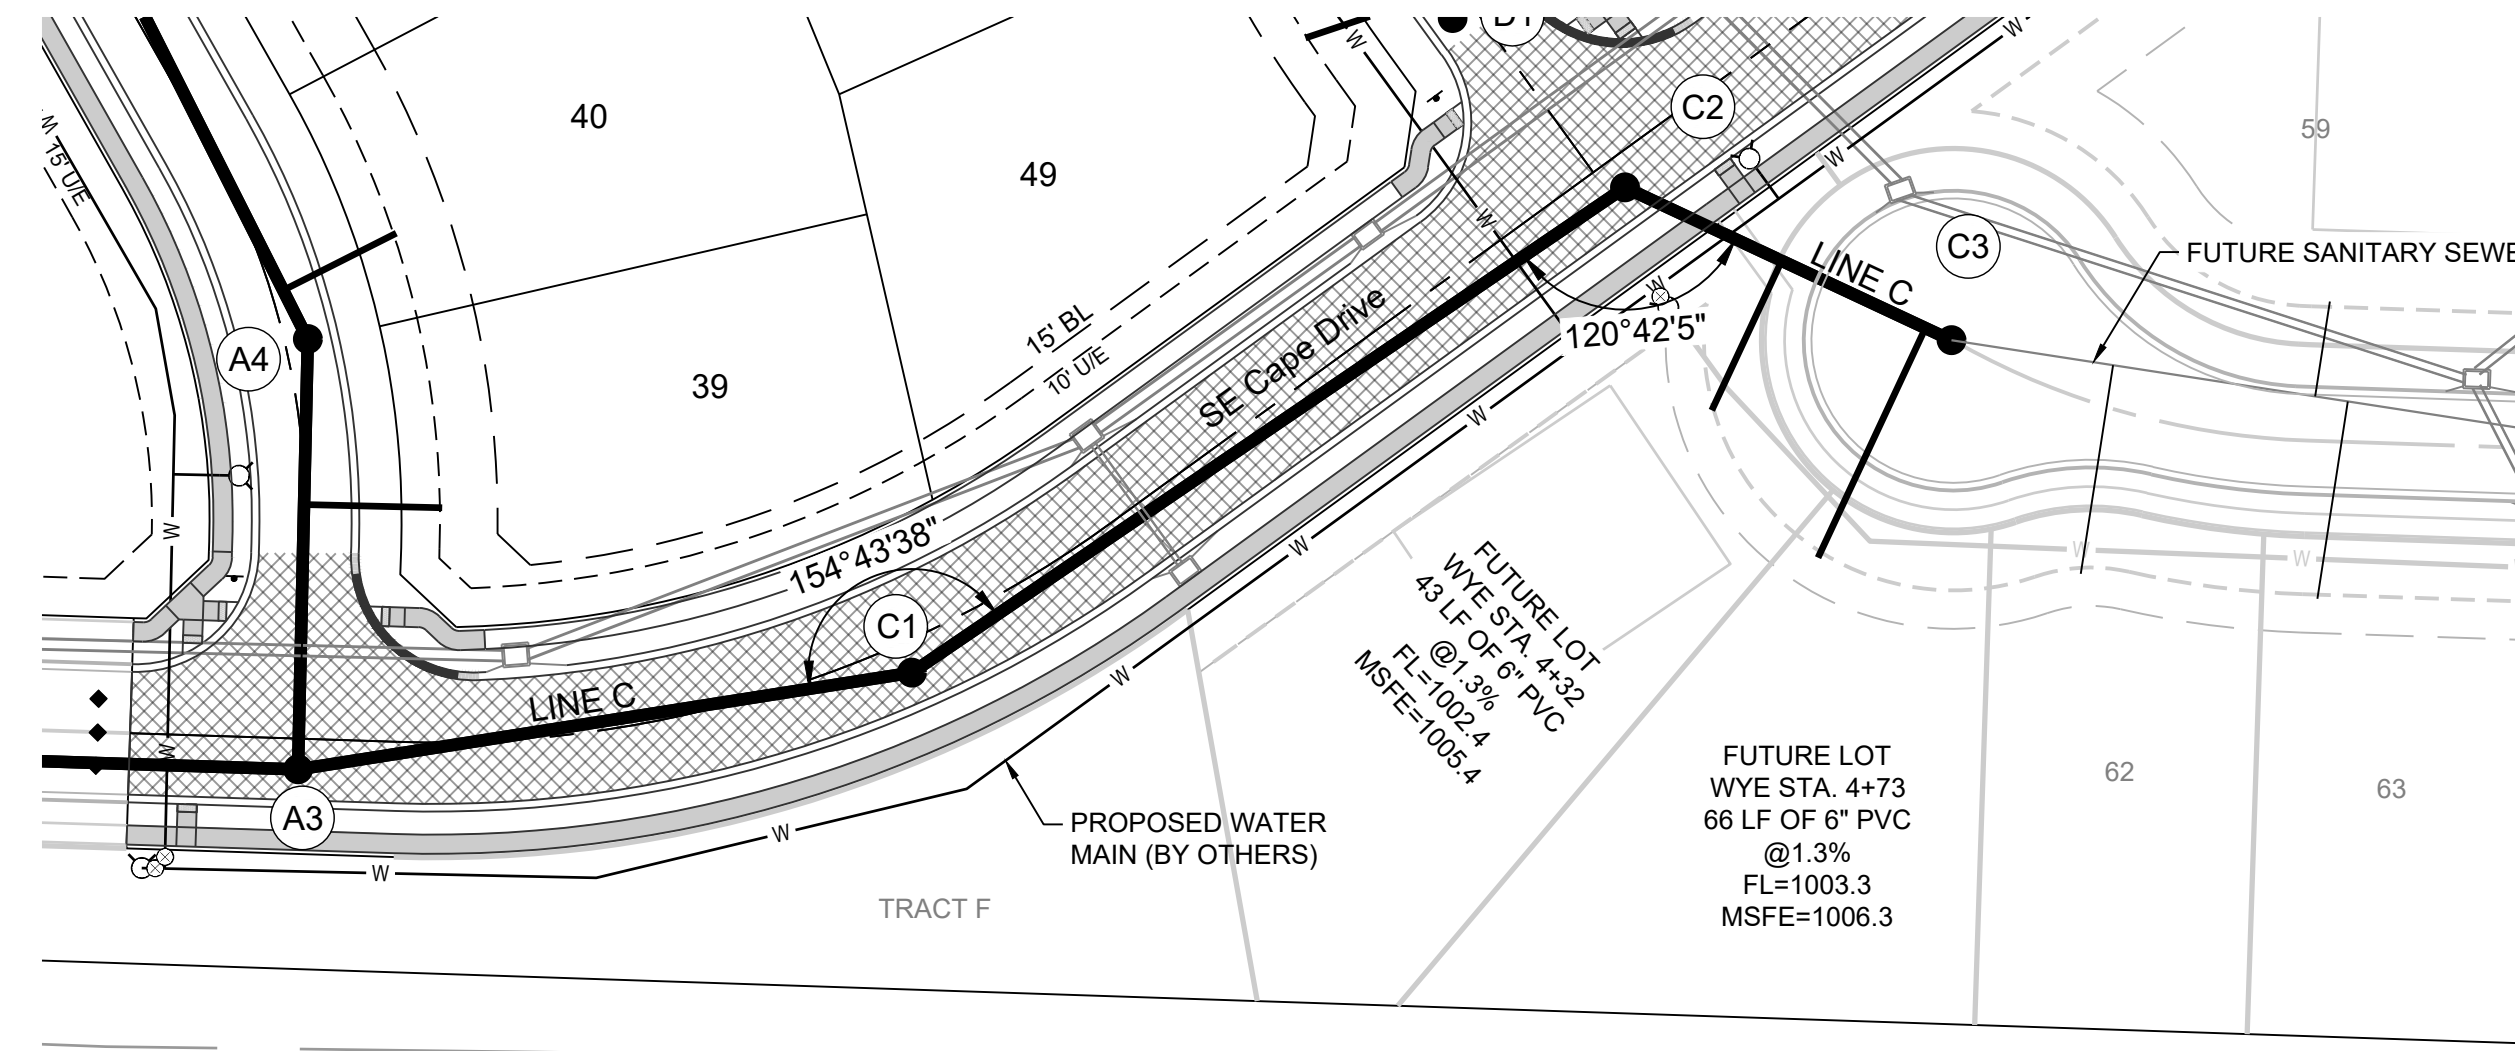 D1
W
W
C2
40
59
W
49
W
15' U/E
W
C3
LINE C
FUTURE SANITARY SEWE
W
SE Cape Drive
15' BL
10' U/E
120°42'5"
A4
39
W
W
154°43'38"
W
W
W
C1
FUTURE LOT
WYE STA. 4+32
43 LF OF 6" PVC
@1.3%
FL=1002.4
MSFE=1005.4
W
LINE C
W
FUTURE LOT
WYE STA. 4+73
66 LF OF 6" PVC
@1.3%
FL=1003.3
MSFE=1006.3
62
63
A3
PROPOSED WATER
MAIN (BY OTHERS)
W
W
TRACT F